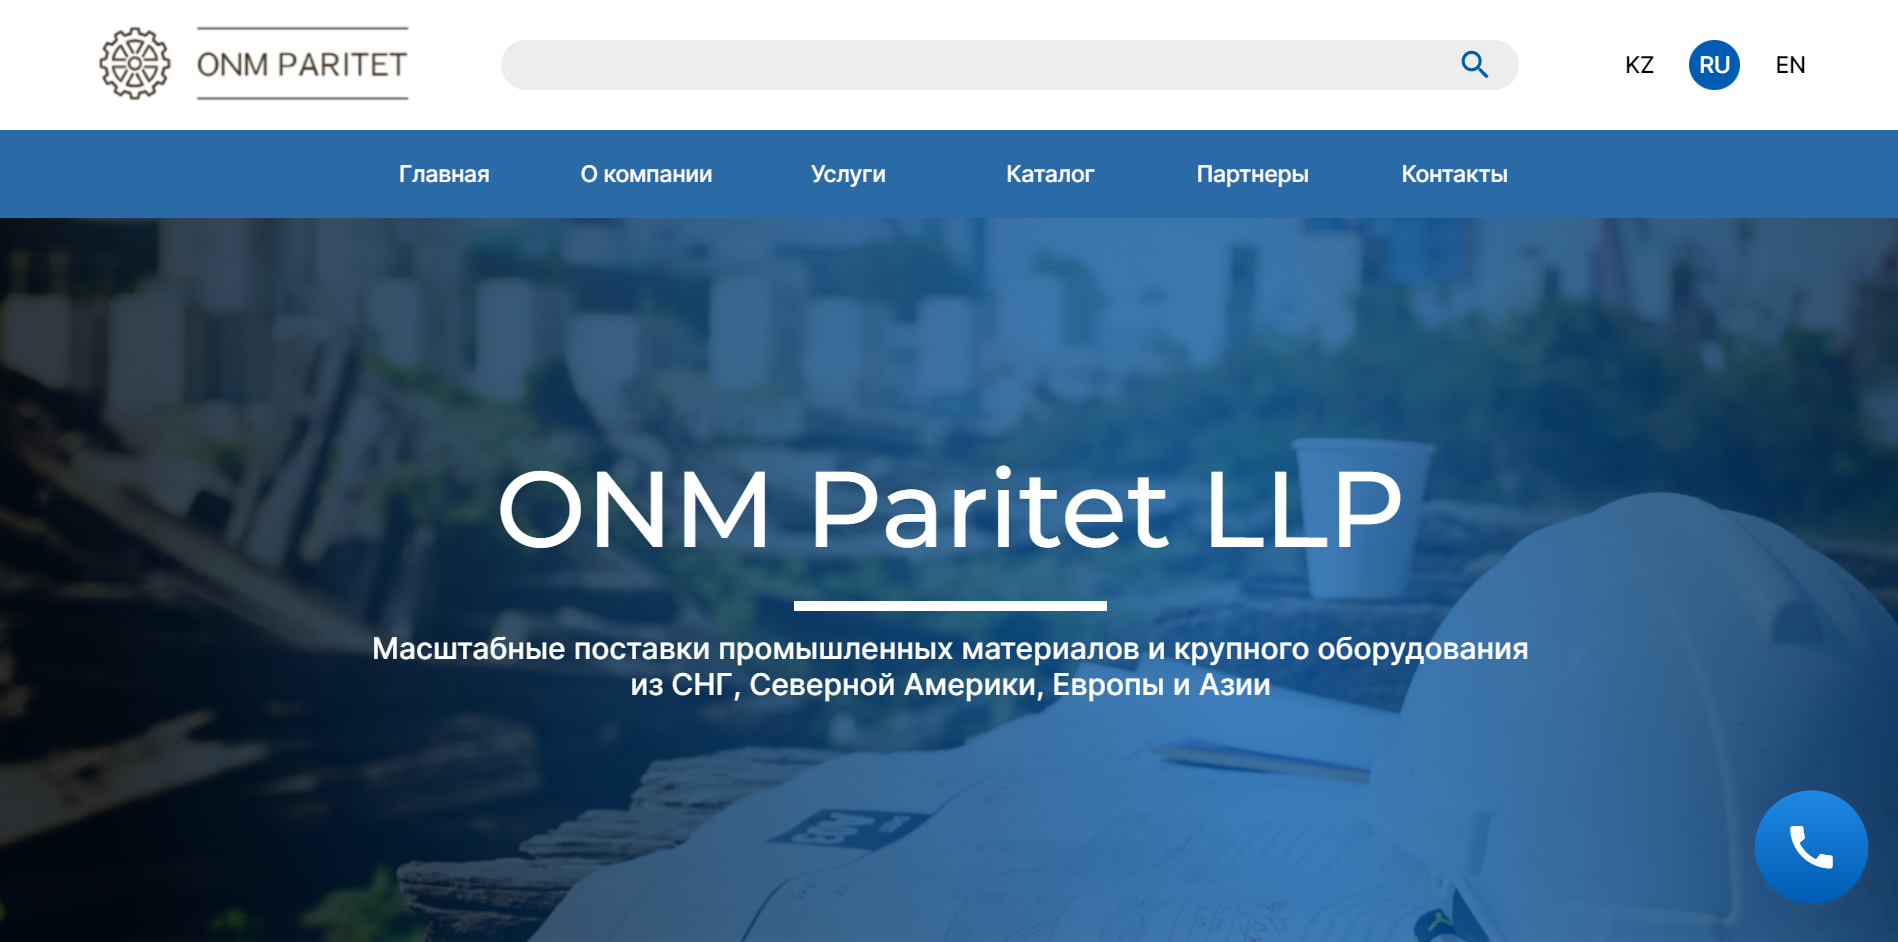 ONM PARITET
KZ RU EN
Главная О компании Услуги Каталог Партнеры Контакты
ONM Paritet LLP
Масштабные поставки промышленных материалов и крупного оборудования
из СНГ, Северной Америки, Европы и Азии